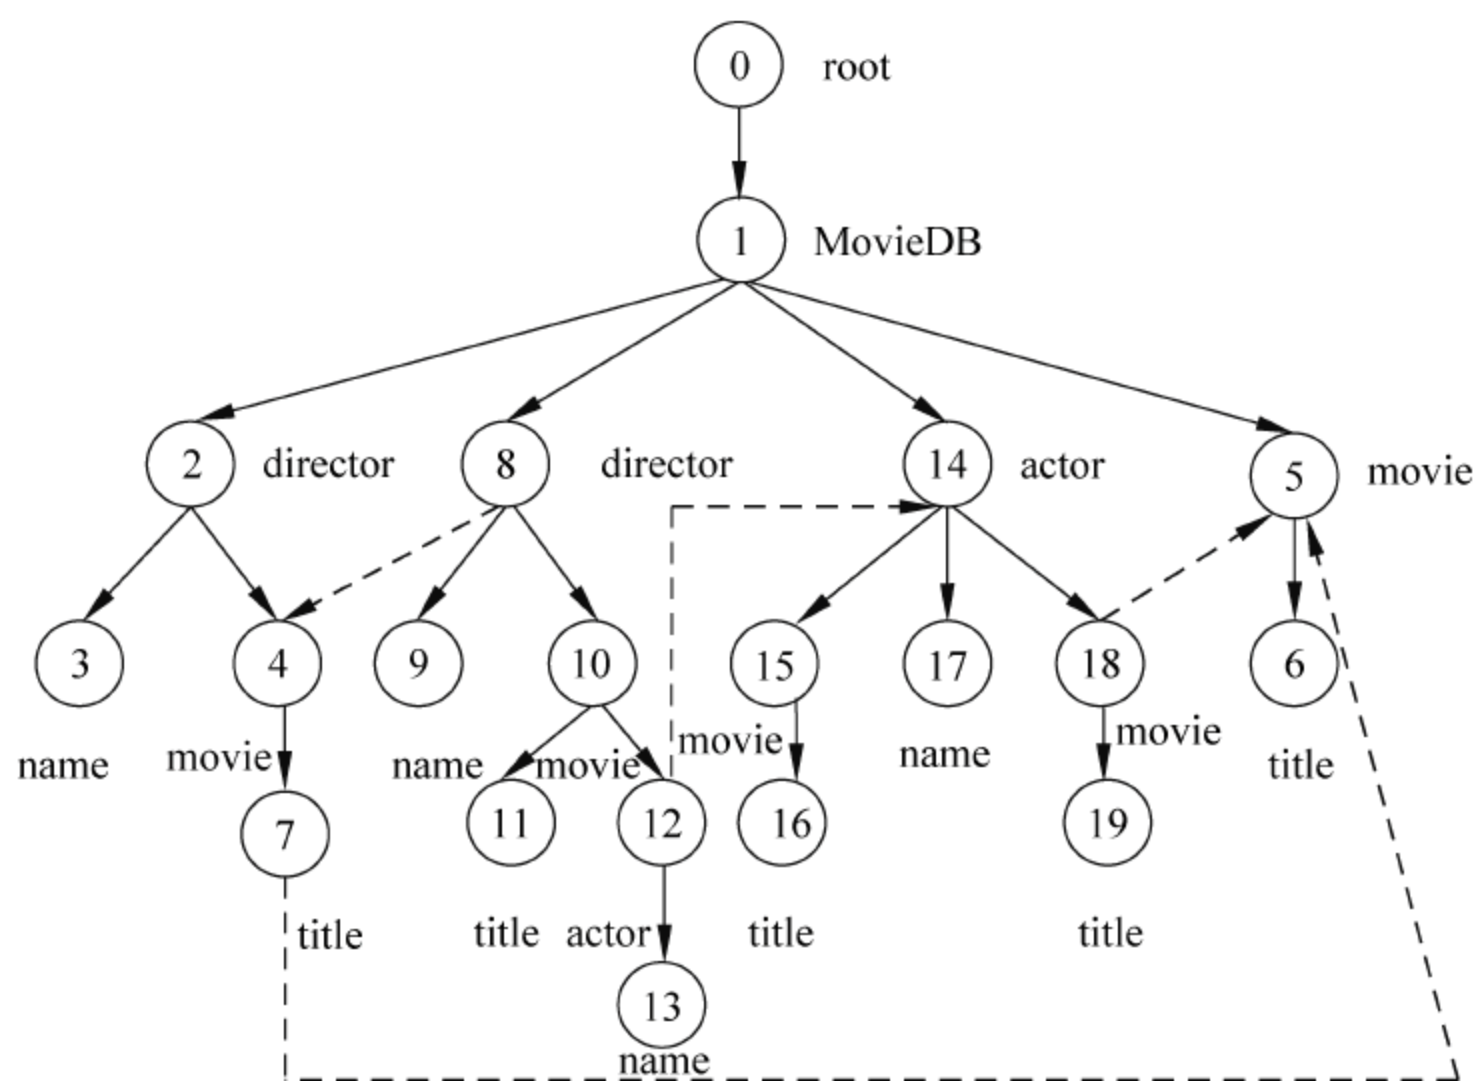 0 root
1 MovieDB
2 director 8 director 14 actor 5 movie
3 4 9 10 15 17 18 6
name movie name movie movie name movie title
7 11 12 16 19
title title actor title title
13
name